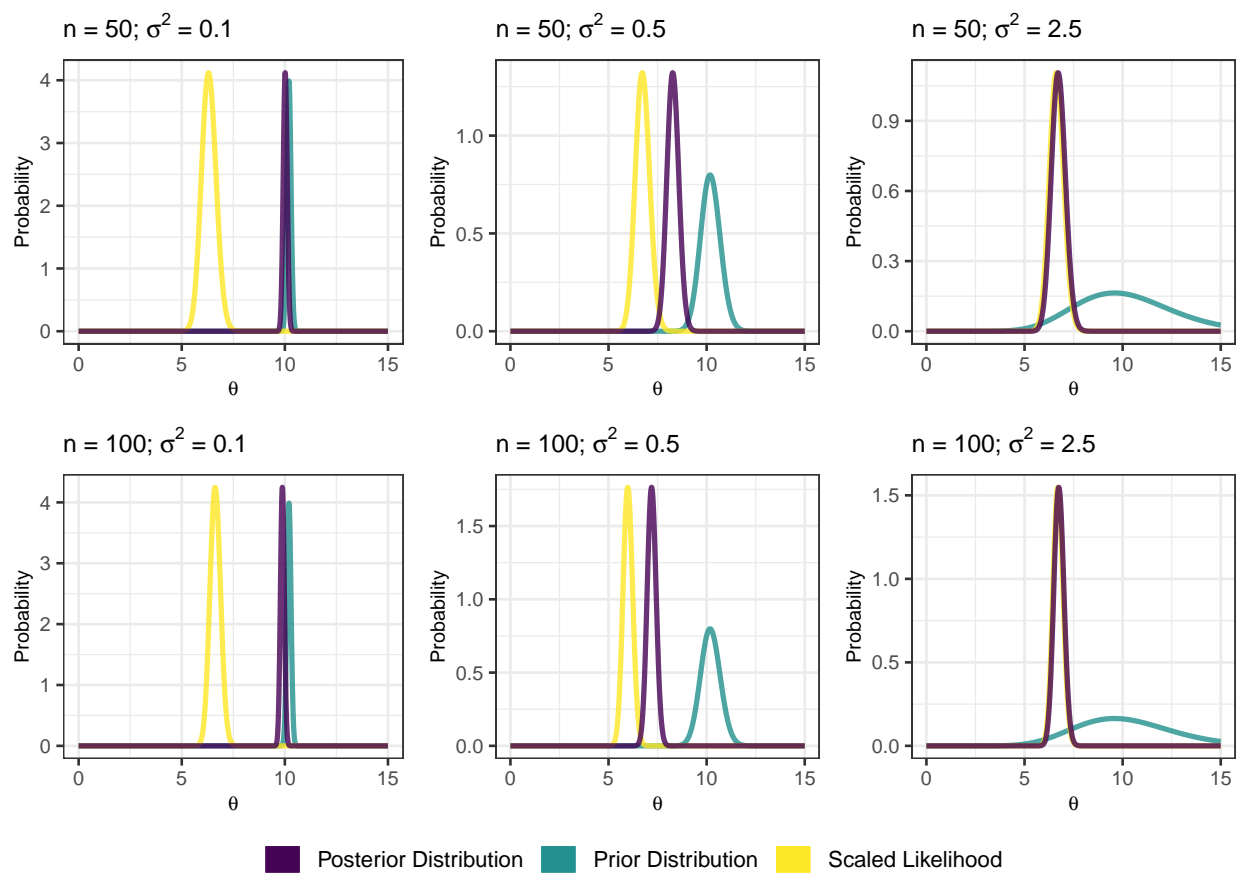 n = 50; σ² = 0.1
4
3
2
1
0
Probability
0 5 10 15
θ
n = 50; σ² = 0.5
1.0
0.5
0.0
Probability
0 5 10 15
θ
n = 50; σ² = 2.5
0.9
0.6
0.3
0.0
Probability
0 5 10 15
θ
n = 100; σ² = 0.1
4
3
2
1
0
Probability
0 5 10 15
θ
n = 100; σ² = 0.5
1.5
1.0
0.5
0.0
Probability
0 5 10 15
θ
n = 100; σ² = 2.5
1.5
1.0
0.5
0.0
Probability
0 5 10 15
θ
Posterior Distribution Prior Distribution Scaled Likelihood